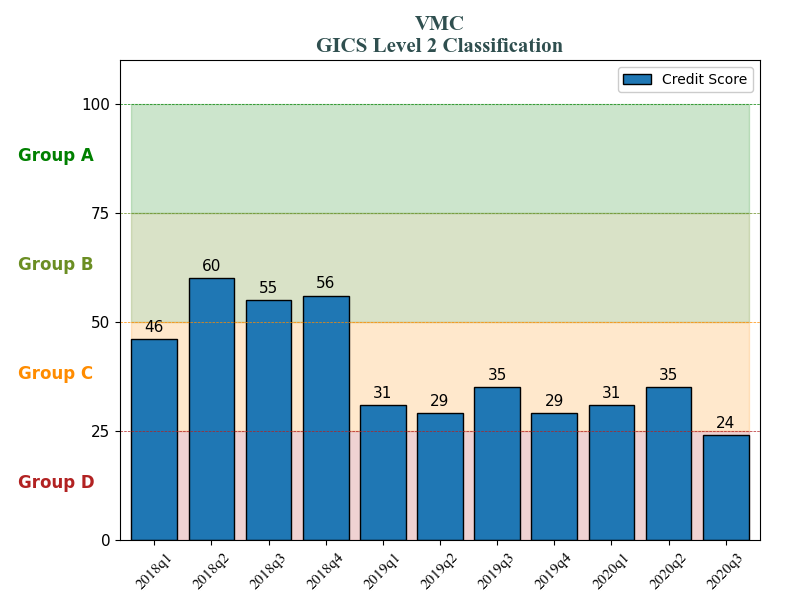 VMC
GICS Level 2 Classification
Credit Score
100
Group A
75
Group B
60
55
56
50
46
Group C
31
29
35
29
31
35
24
25
Group D
0
2018q1
2018q2
2018q3
2018q4
2019q1
2019q2
2019q3
2019q4
2020q1
2020q2
2020q3